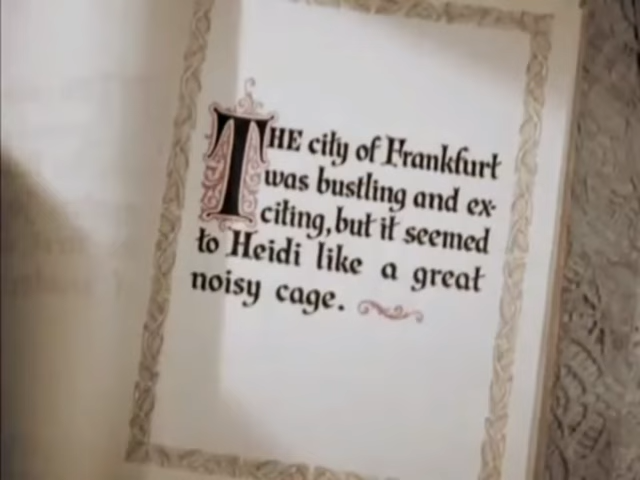 THE city of Frankfurt
was bustling and ex-
citing, but it seemed
to Heidi like a great
noisy cage.